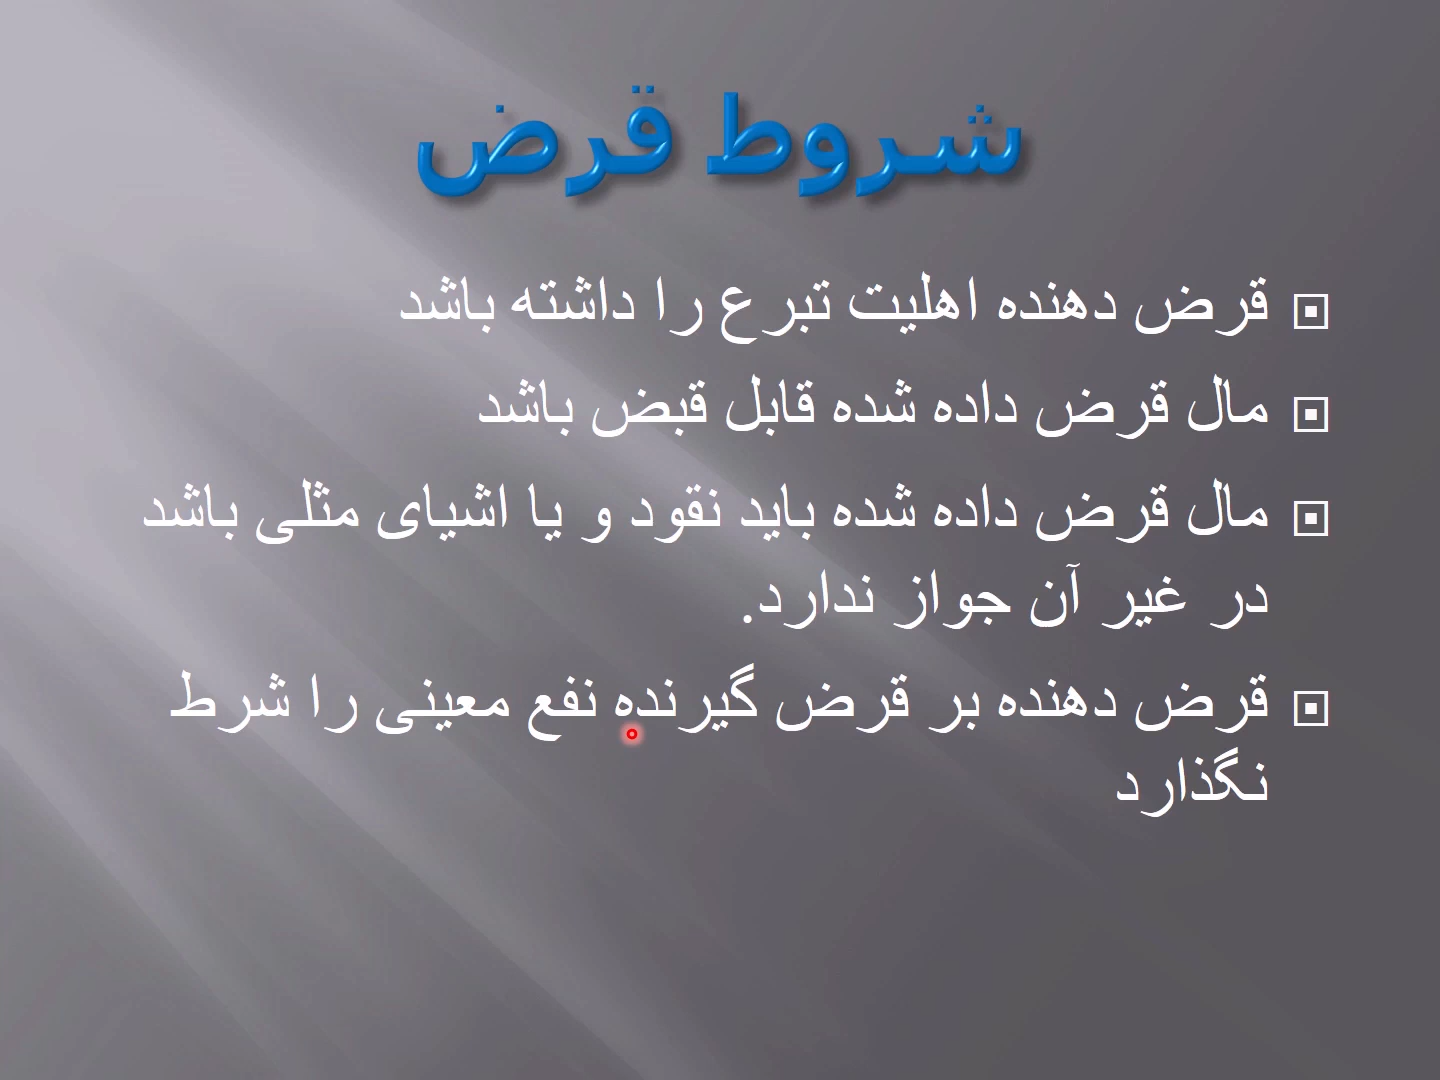 شروط قرض
قرض دهنده اهلیت تبرع را داشته باشد
مال قرض داده شده قابل قبض باشد
مال قرض داده شده باید نقود و یا اشیای مثلی باشد
در غیر آن جواز ندارد.
قرض دهنده بر قرض گیرنده نفع معینی را شرط
نگذارد